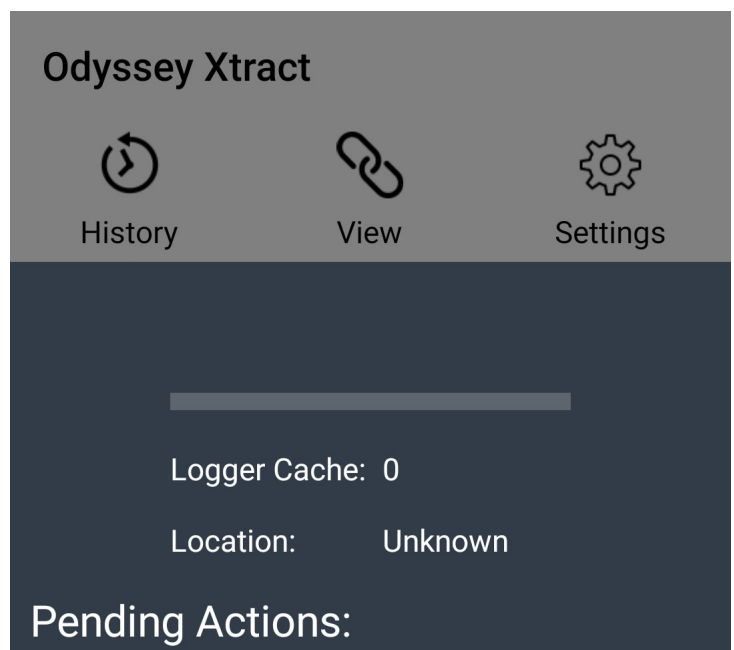 Odyssey Xtract
History View Settings
Logger Cache: 0
Location: Unknown
Pending Actions: